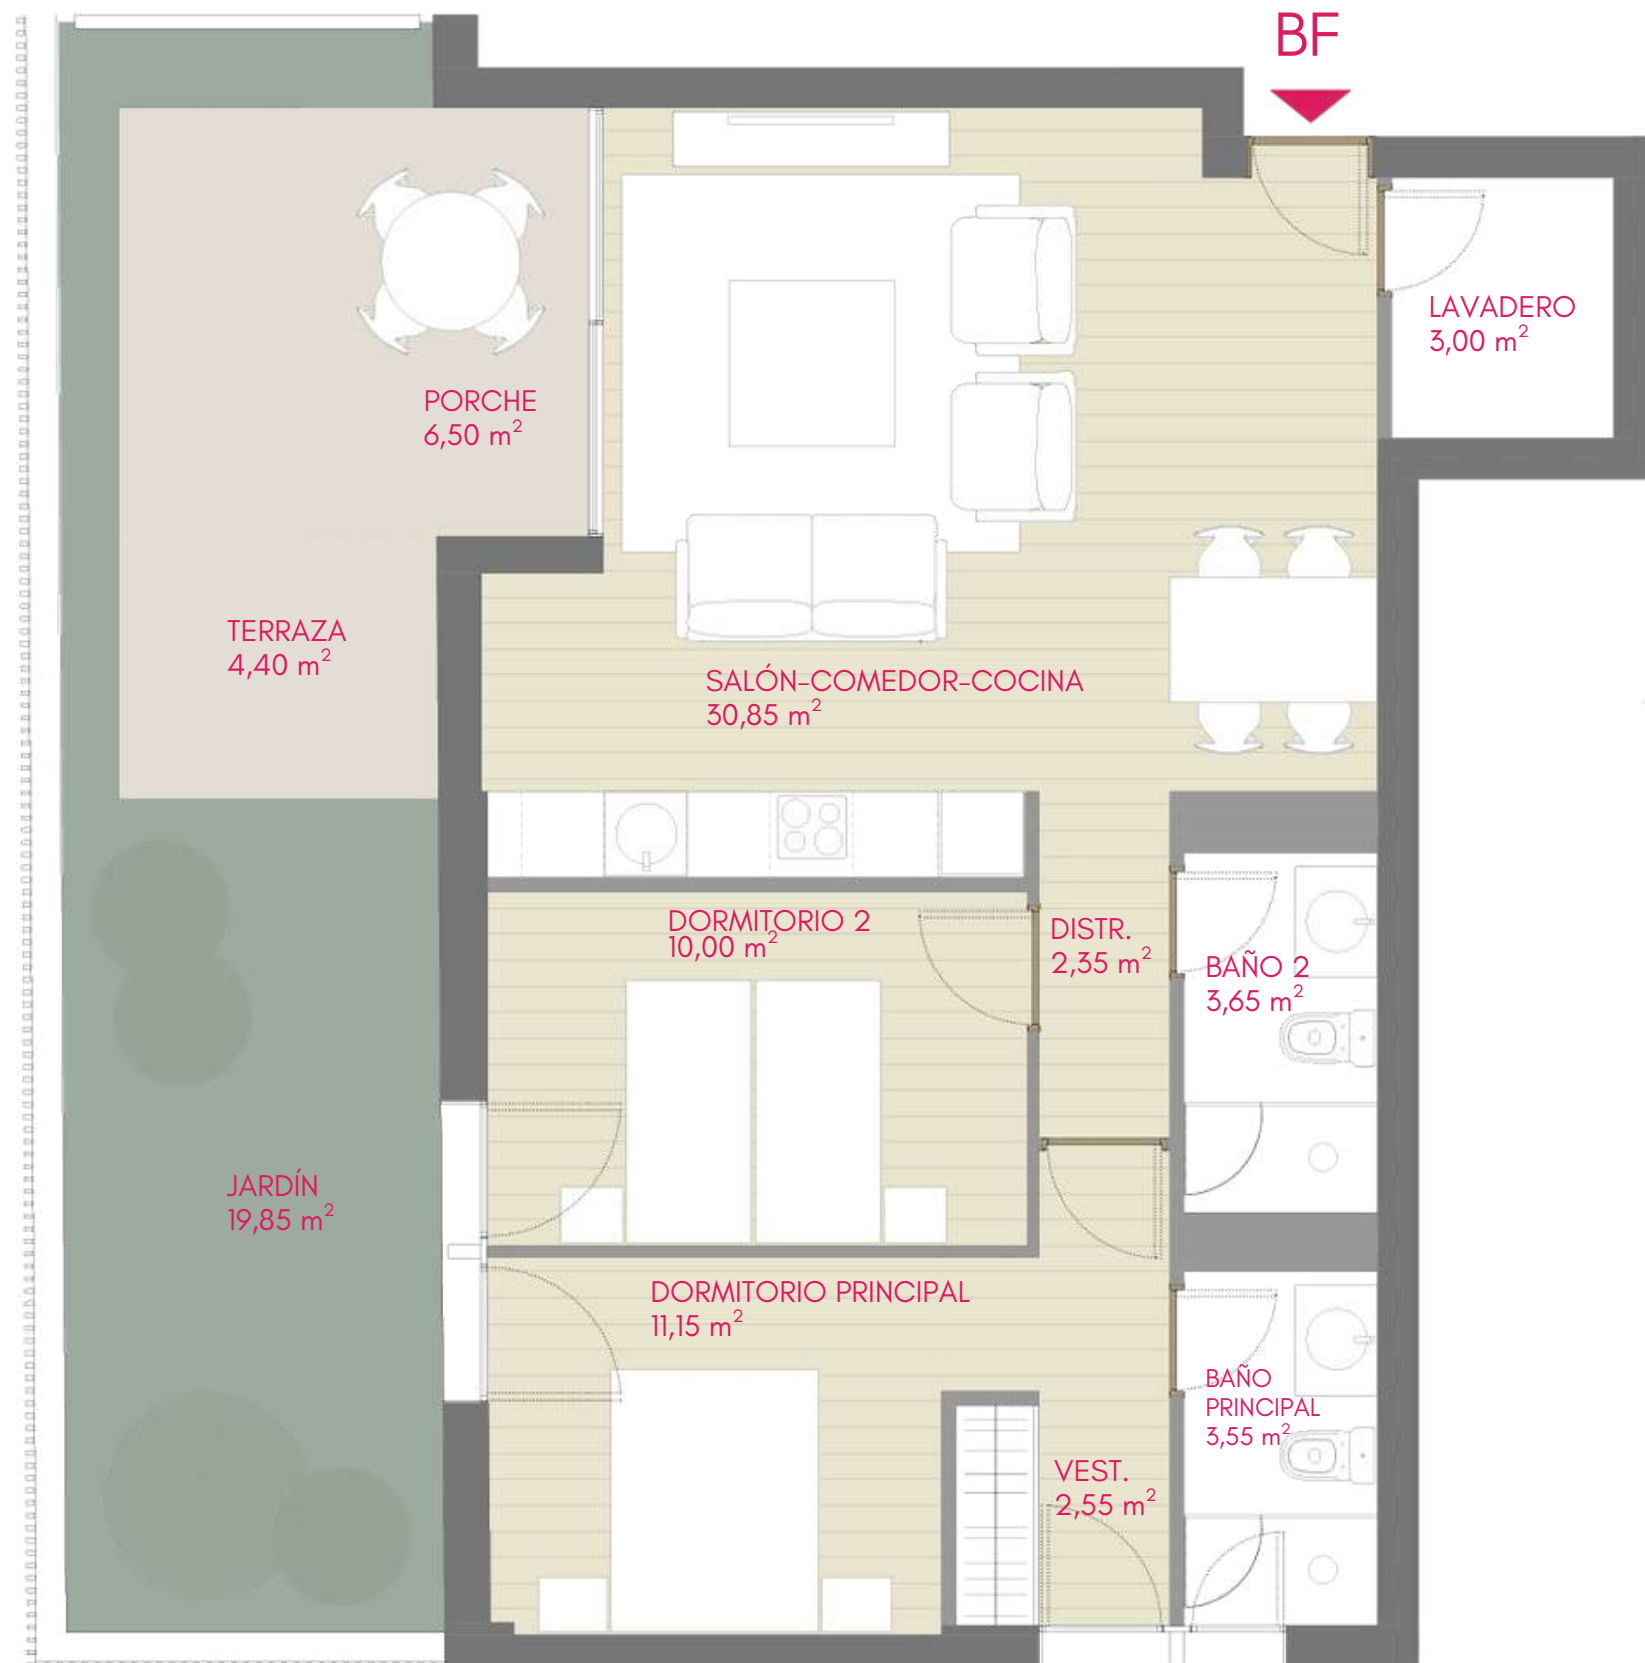 BF
LAVADERO
3,00 m²
PORCHE
6,50 m²
TERRAZA
4,40 m²
SALÓN-COMEDOR-COCINA
30,85 m²
DORMITORIO 2
10,00 m²
DISTR.
2,35 m²
BAÑO 2
3,65 m²
JARDÍN
19,85 m²
DORMITORIO PRINCIPAL
11,15 m²
BAÑO
PRINCIPAL
3,55 m²
VEST.
2,55 m²